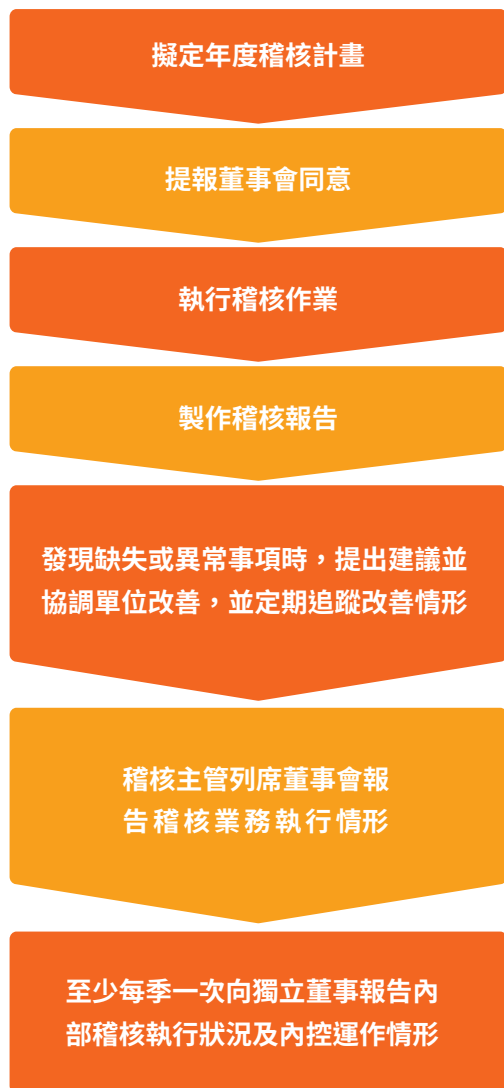 擬定年度稽核計畫
提報董事會同意
執行稽核作業
製作稽核報告
發現缺失或異常事項時，提出建議並
協調單位改善，並定期追蹤改善情形
稽核主管列席董事會報
告稽核業務執行情形
至少每季一次向獨立董事報告內
部稽核執行狀況及內控運作情形